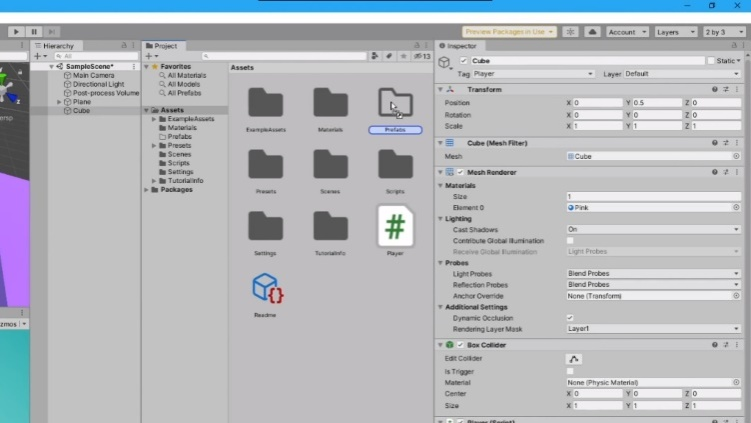 Preview Packages in Use
Account
Layers
2 by 3
Hierarchy
Project
Inspector
All
13
SampleScene*
Main Camera
Directional Light
Post-process Volume
Plane
Cube
Favorites
All Materials
All Models
All Prefabs
Assets
ExampleAssets
Materials
Prefabs
Presets
Scenes
Scripts
Settings
TutorialInfo
Packages
Assets
ExampleAssets
Materials
Prefabs
Presets
Scenes
Scripts
Settings
TutorialInfo
#
Player
{}
Readme
Cube
Static
Tag Player
Layer Default
Transform
Position X 0 Y 0.5 Z 0
Rotation X 0 Y 0 Z 0
Scale X 1 Y 1 Z 1
Cube (Mesh Filter)
Mesh Cube
Mesh Renderer
Materials
Size 1
Element 0 Pink
Lighting
Cast Shadows On
Contribute Global Illumination
Receive Global Illumination Light Probes
Probes
Light Probes Blend Probes
Reflection Probes Blend Probes
Anchor Override None (Transform)
Additional Settings
Dynamic Occlusion
Rendering Layer Mask Layer1
Box Collider
Edit Collider
Is Trigger
Material None (Physic Material)
Center X 0 Y 0 Z 0
Size X 1 Y 1 Z 1
Player (Script)
ersp
zmos